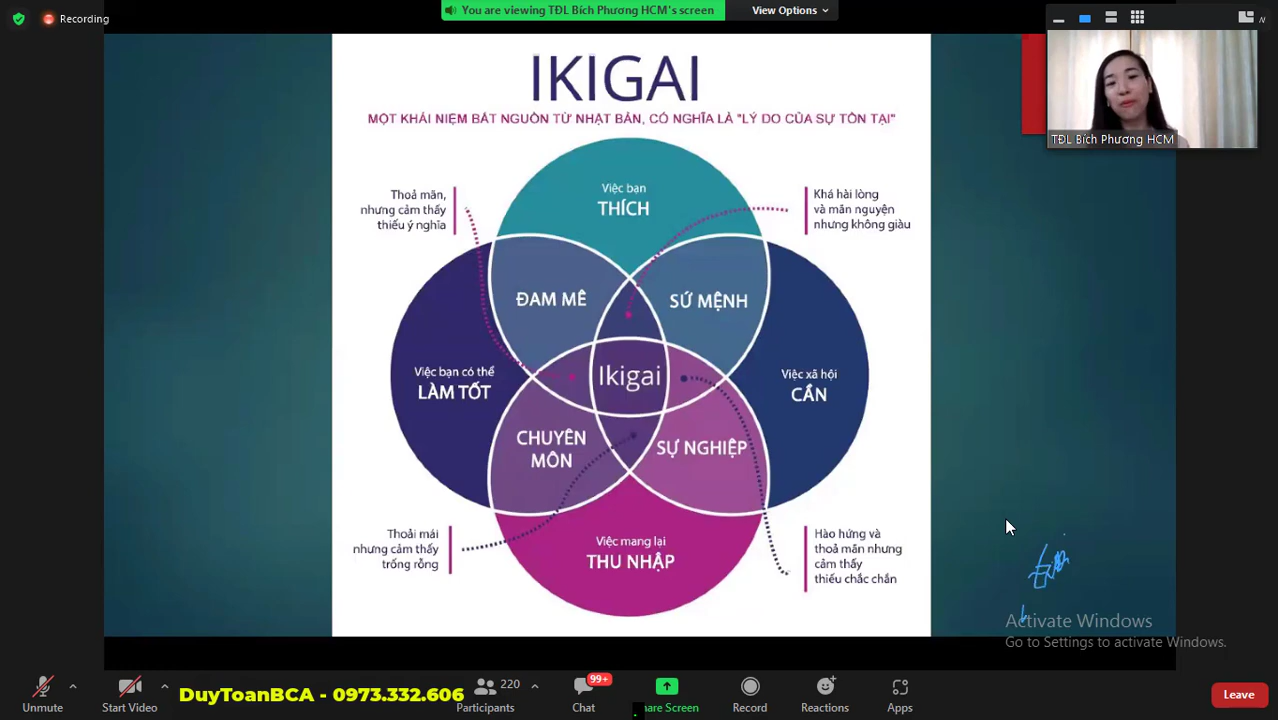 Recording
You are viewing TĐL Bích Phương HCM's screen
View Options
IKIGAI
MỘT KHÁI NIỆM BẮT NGUỒN TỪ NHẬT BẢN, CÓ NGHĨA LÀ "LÝ DO CỦA SỰ TỒN TẠI"
TĐL Bích Phương HCM
Việc bạn
THÍCH
Thoả mãn,
nhưng cảm thấy
thiếu ý nghĩa
Khá hài lòng
và mãn nguyện
nhưng không giàu
ĐAM MÊ
SỨ MỆNH
Việc bạn có thể
LÀM TỐT
Ikigai
Việc xã hội
CẦN
CHUYÊN
MÔN
SỰ NGHIỆP
Thoải mái
nhưng cảm thấy
trống rỗng
Việc mang lại
THU NHẬP
Hào hứng và
thoả mãn nhưng
cảm thấy
thiếu chắc chắn
Activate Windows
Go to Settings to activate Windows.
Unmute
Start Video
DuyToanBCA - 0973.332.606
220
Participants
99+
Chat
hare Screen
Record
Reactions
Apps
Leave